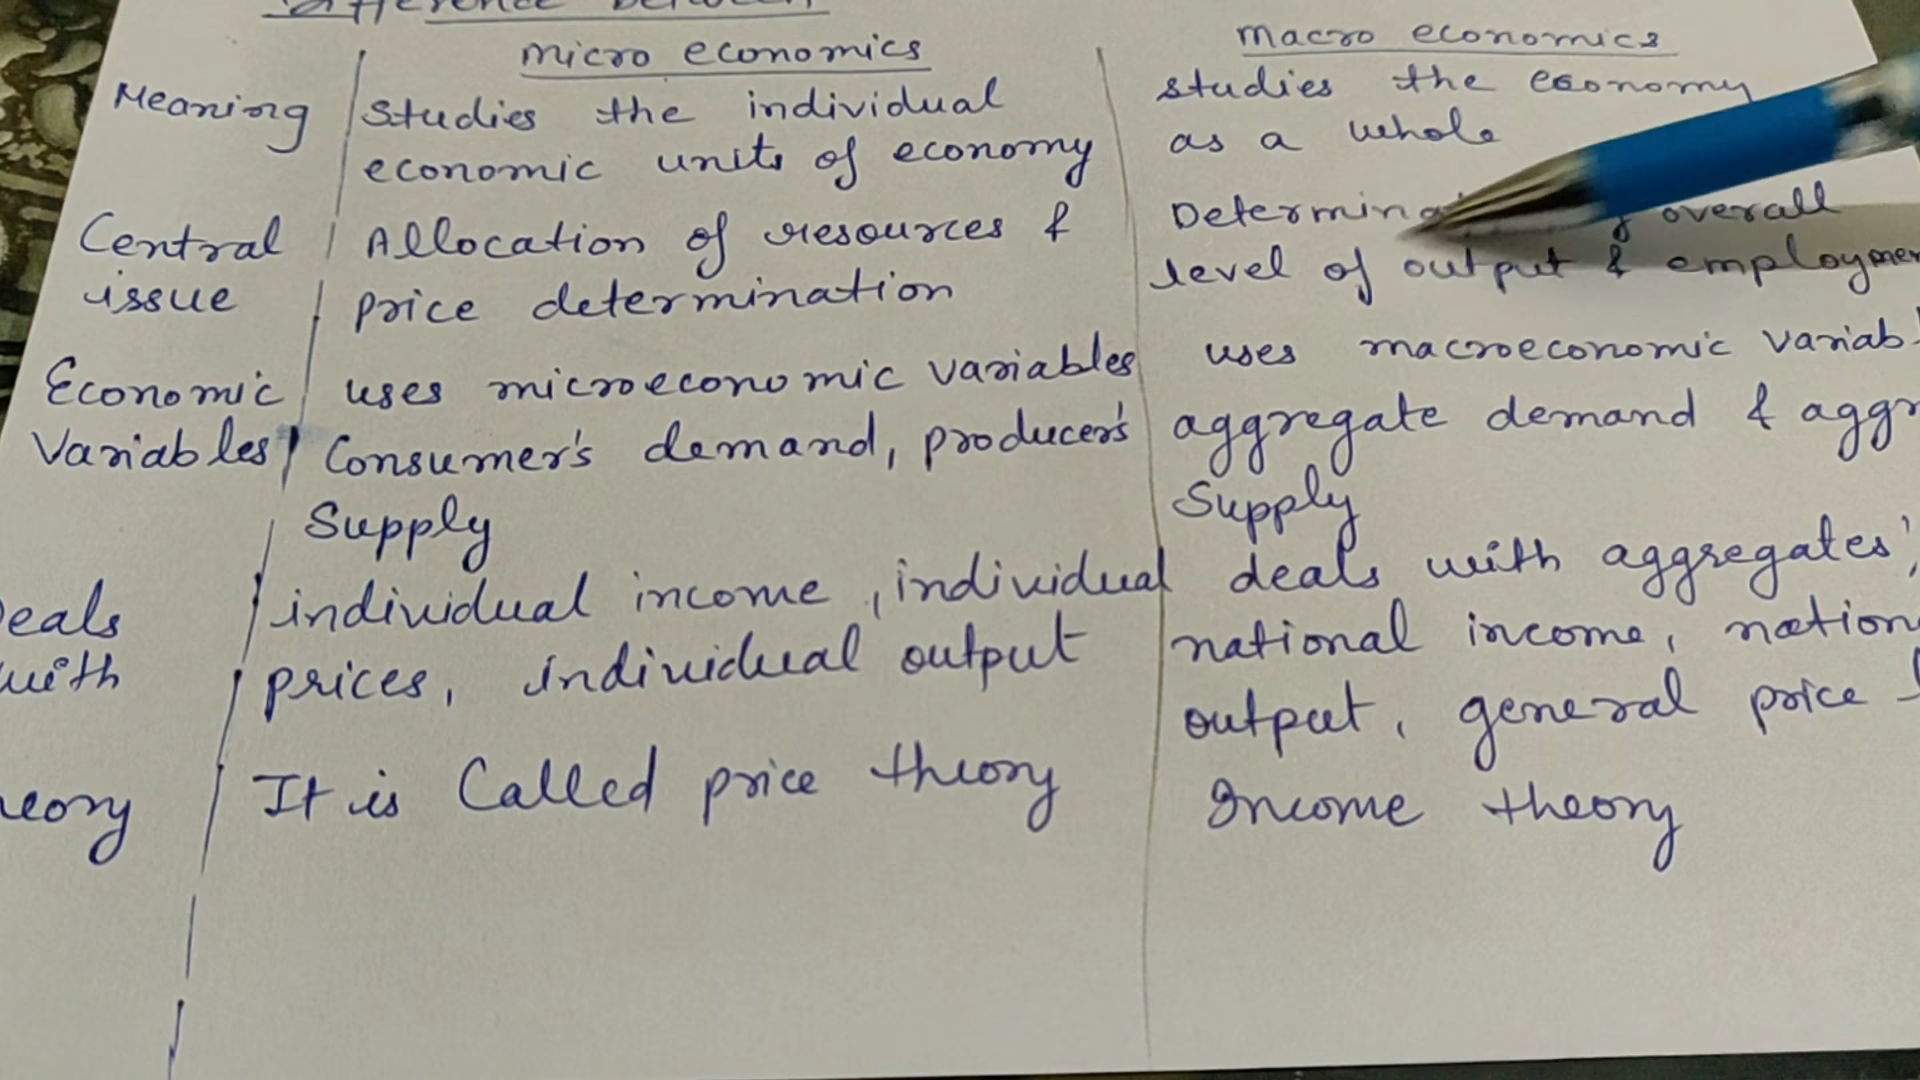 Difference between
micro economics
macro economics
Meaning
studies the individual
economic units of economy
studies the economy
as a whole
Central
issue
Allocation of resources &
price determination
overall
level of output & employmen
Economic
Variables
uses microeconomic variables
Consumer's demand, producer's
Supply
uses macroeconomic variab
aggregate demand & aggr
Supply
eals
with
individual income, individual
prices, individual output
deals with aggregates;
national income, nation
output, general price
eory
It is Called price theory
Income theory